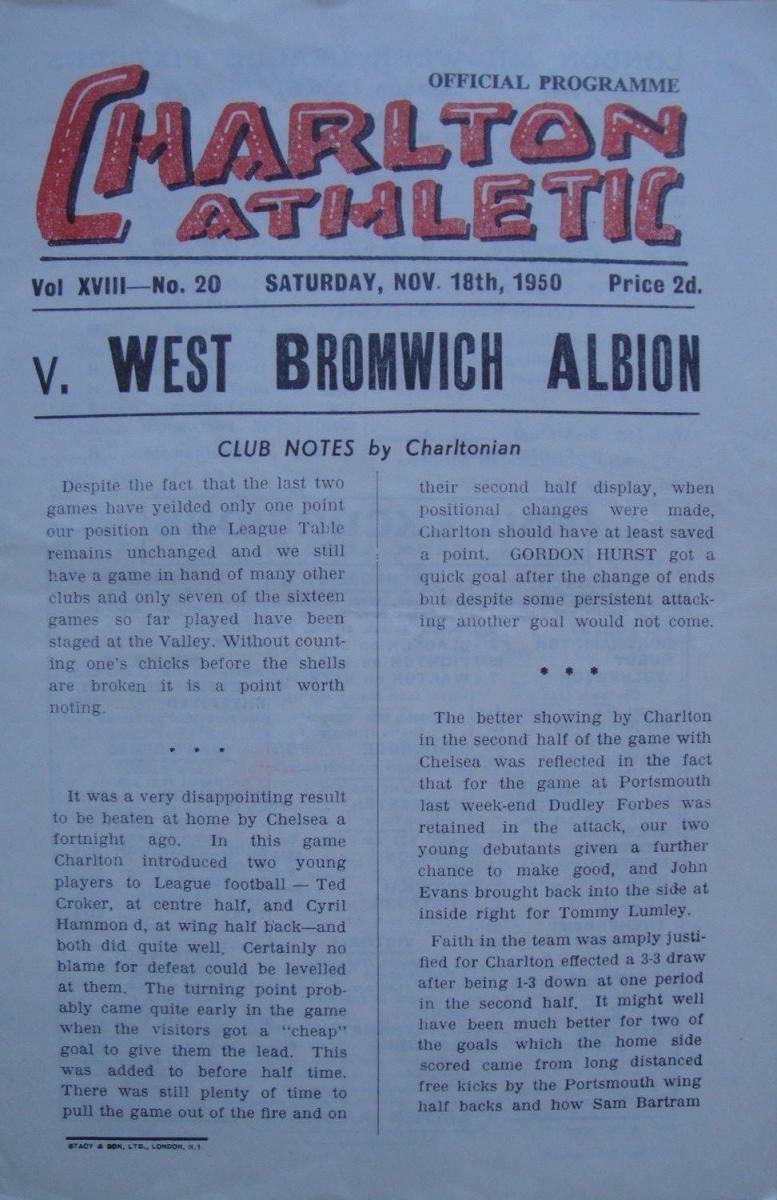 OFFICIAL PROGRAMME
CHARLTON
ATHLETIC
Vol XVIII—No. 20 SATURDAY, NOV. 18th, 1950 Price 2d.
v. WEST BROMWICH ALBION
CLUB NOTES by Charltonian
Despite the fact that the last two
games have yeilded only one point
our position on the League Table
remains unchanged and we still
have a game in hand of many other
clubs and only seven of the sixteen
games so far played have been
staged at the Valley. Without count-
ing one's chicks before the shells
are broken it is a point worth
noting.
* * *
It was a very disappointing result
to be beaten at home by Chelsea a
fortnight ago. In this game
Charlton introduced two young
players to League football — Ted
Croker, at centre half, and Cyril
Hammon d, at wing half back—and
both did quite well. Certainly no
blame for defeat could be levelled
at them. The turning point prob-
ably came quite early in the game
when the visitors got a "cheap"
goal to give them the lead. This
was added to before half time.
There was still plenty of time to
pull the game out of the fire and on
STACY & SON, LTD., LONDON, N.1
their second half display, when
positional changes were made,
Charlton should have at least saved
a point. GORDON HURST got a
quick goal after the change of ends
but despite some persistent attack-
ing another goal would not come.
* * *
The better showing by Charlton
in the second half of the game with
Chelsea was reflected in the fact
that for the game at Portsmouth
last week-end Dudley Forbes was
retained in the attack, our two
young debutants given a further
chance to make good, and John
Evans brought back into the side at
inside right for Tommy Lumley.
Faith in the team was amply justi-
fied for Charlton effected a 3-3 draw
after being 1-3 down at one period
in the second half. It might well
have been much better for two of
the goals which the home side
scored came from long distanced
free kicks by the Portsmouth wing
half backs and how Sam Bartram